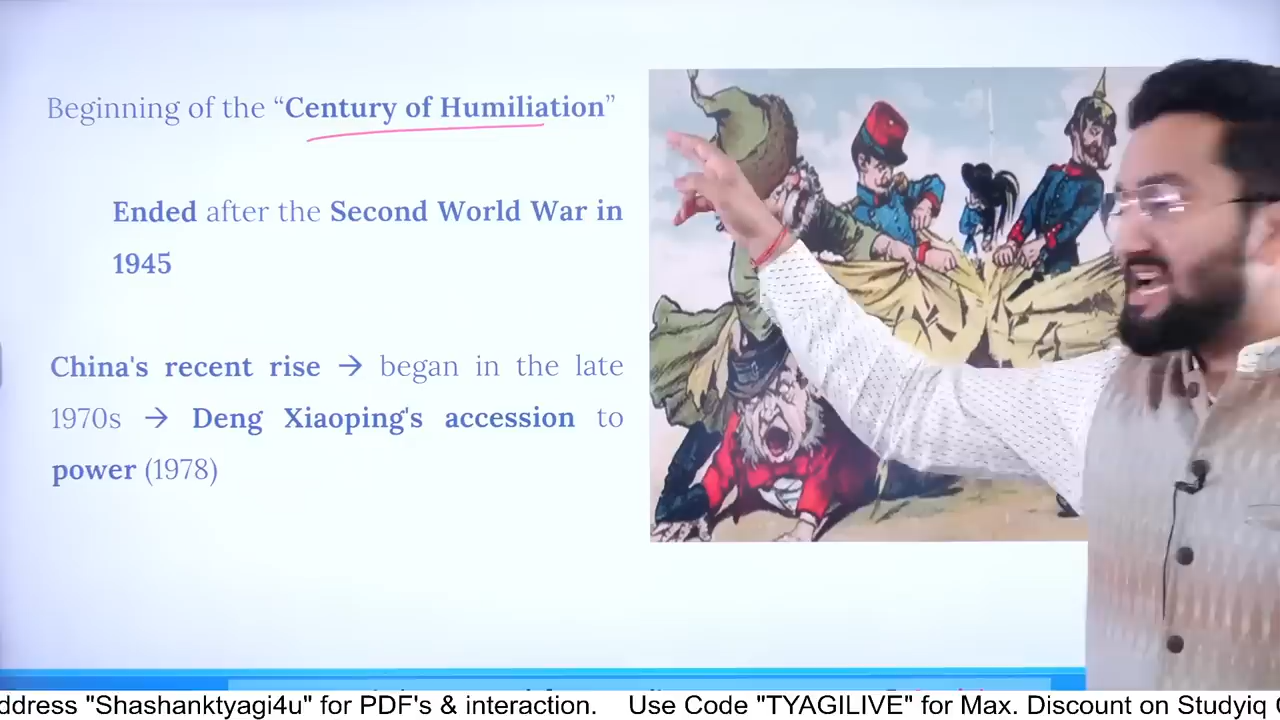 Beginning of the “Century of Humiliation”
Ended after the Second World War in
1945
China's recent rise → began in the late
1970s → Deng Xiaoping's accession to
power (1978)
ddress "Shashanktyagi4u" for PDF's & interaction. Use Code "TYAGILIVE" for Max. Discount on Studyiq